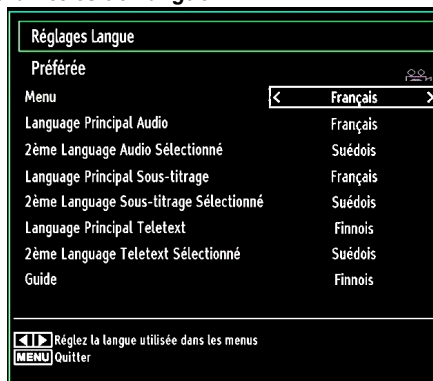 Réglages Langue
Préférée
Menu Français
Language Principal Audio Français
2ème Language Audio Sélectionné Suédois
Language Principal Sous-titrage Français
2ème Language Sous-titrage Sélectionné Suédois
Language Principal Teletext Finnois
2ème Language Teletext Sélectionné Suédois
Guide Finnois
Réglez la langue utilisée dans les menus
MENU Quitter